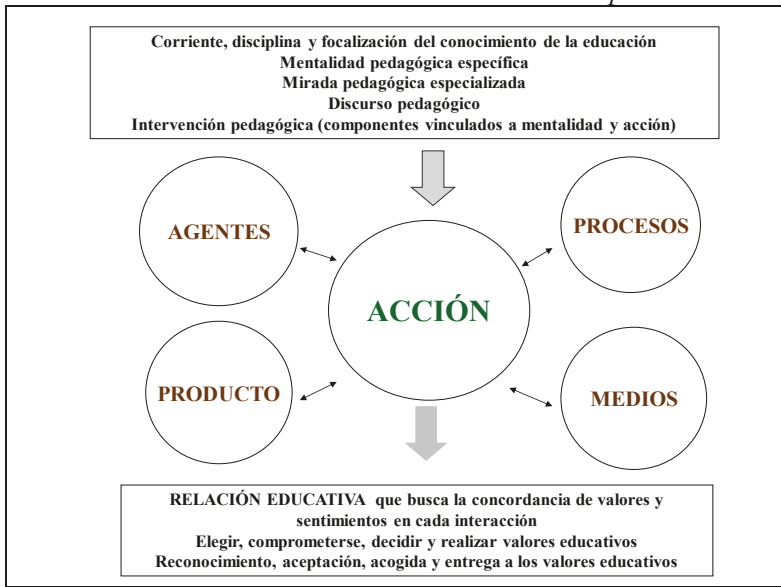 Corriente, disciplina y focalización del conocimiento de la educación
Mentalidad pedagógica específica
Mirada pedagógica especializada
Discurso pedagógico
Intervención pedagógica (componentes vinculados a mentalidad y acción)
AGENTES
PROCESOS
ACCIÓN
PRODUCTO
MEDIOS
RELACIÓN EDUCATIVA que busca la concordancia de valores y
sentimientos en cada interacción
Elegir, comprometerse, decidir y realizar valores educativos
Reconocimiento, aceptación, acogida y entrega a los valores educativos